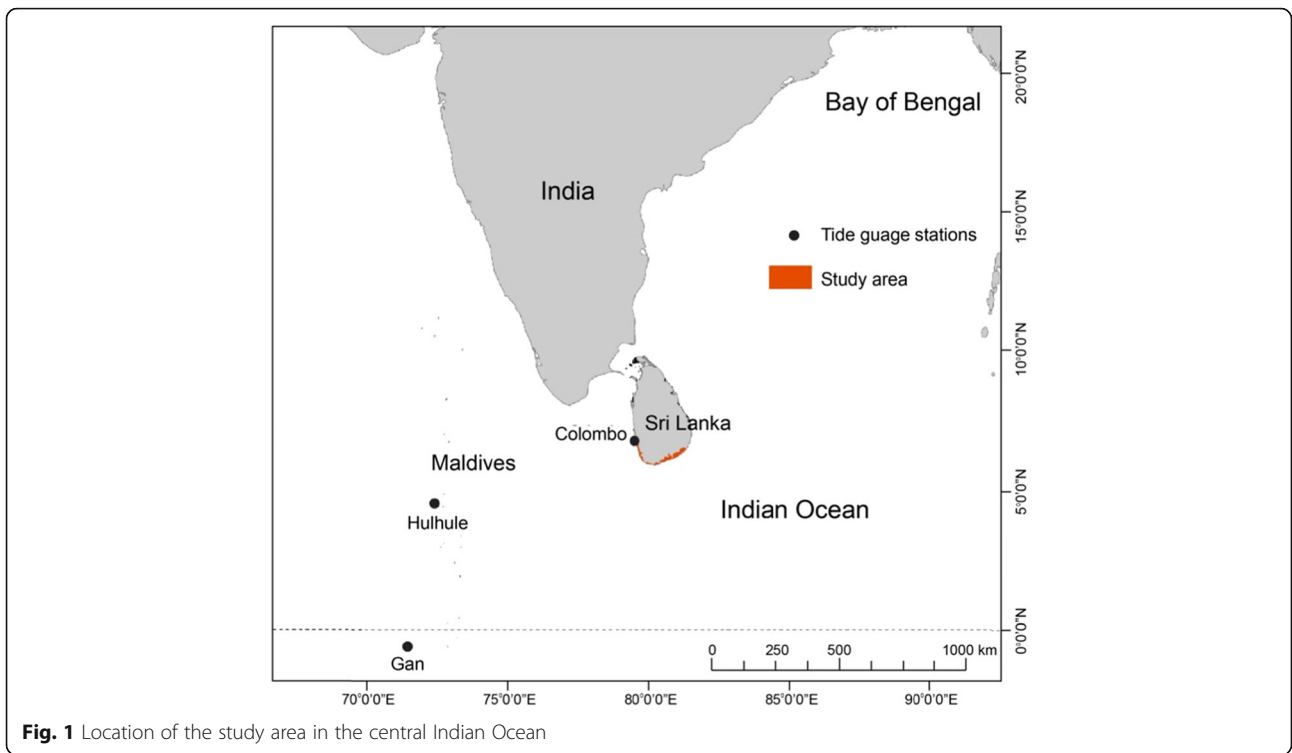 20°0'0"N
Bay of Bengal
India
15°0'0"N
Tide guage stations
Study area
10°0'0"N
Sri Lanka
Colombo
Maldives
5°0'0"N
Hulhule
Indian Ocean
0°0'0"N
0 250 500 1000 km
Gan
70°0'0"E 75°0'0"E 80°0'0"E 85°0'0"E 90°0'0"E
Fig. 1 Location of the study area in the central Indian Ocean